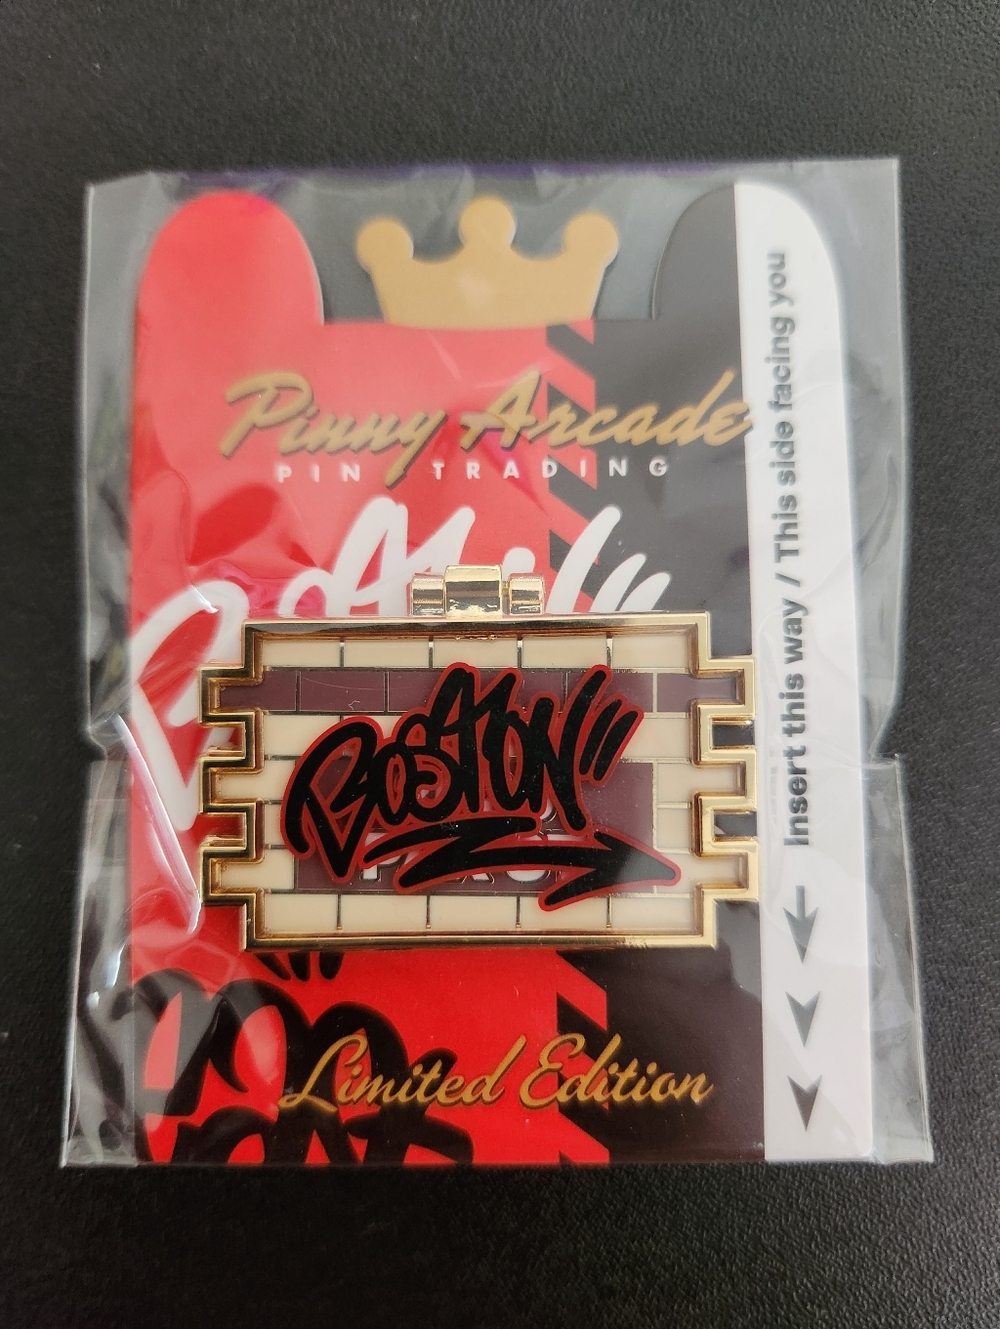 Pinny Arcade
PIN TRADING
BOSTON
Limited Edition
Insert this way / This side facing you